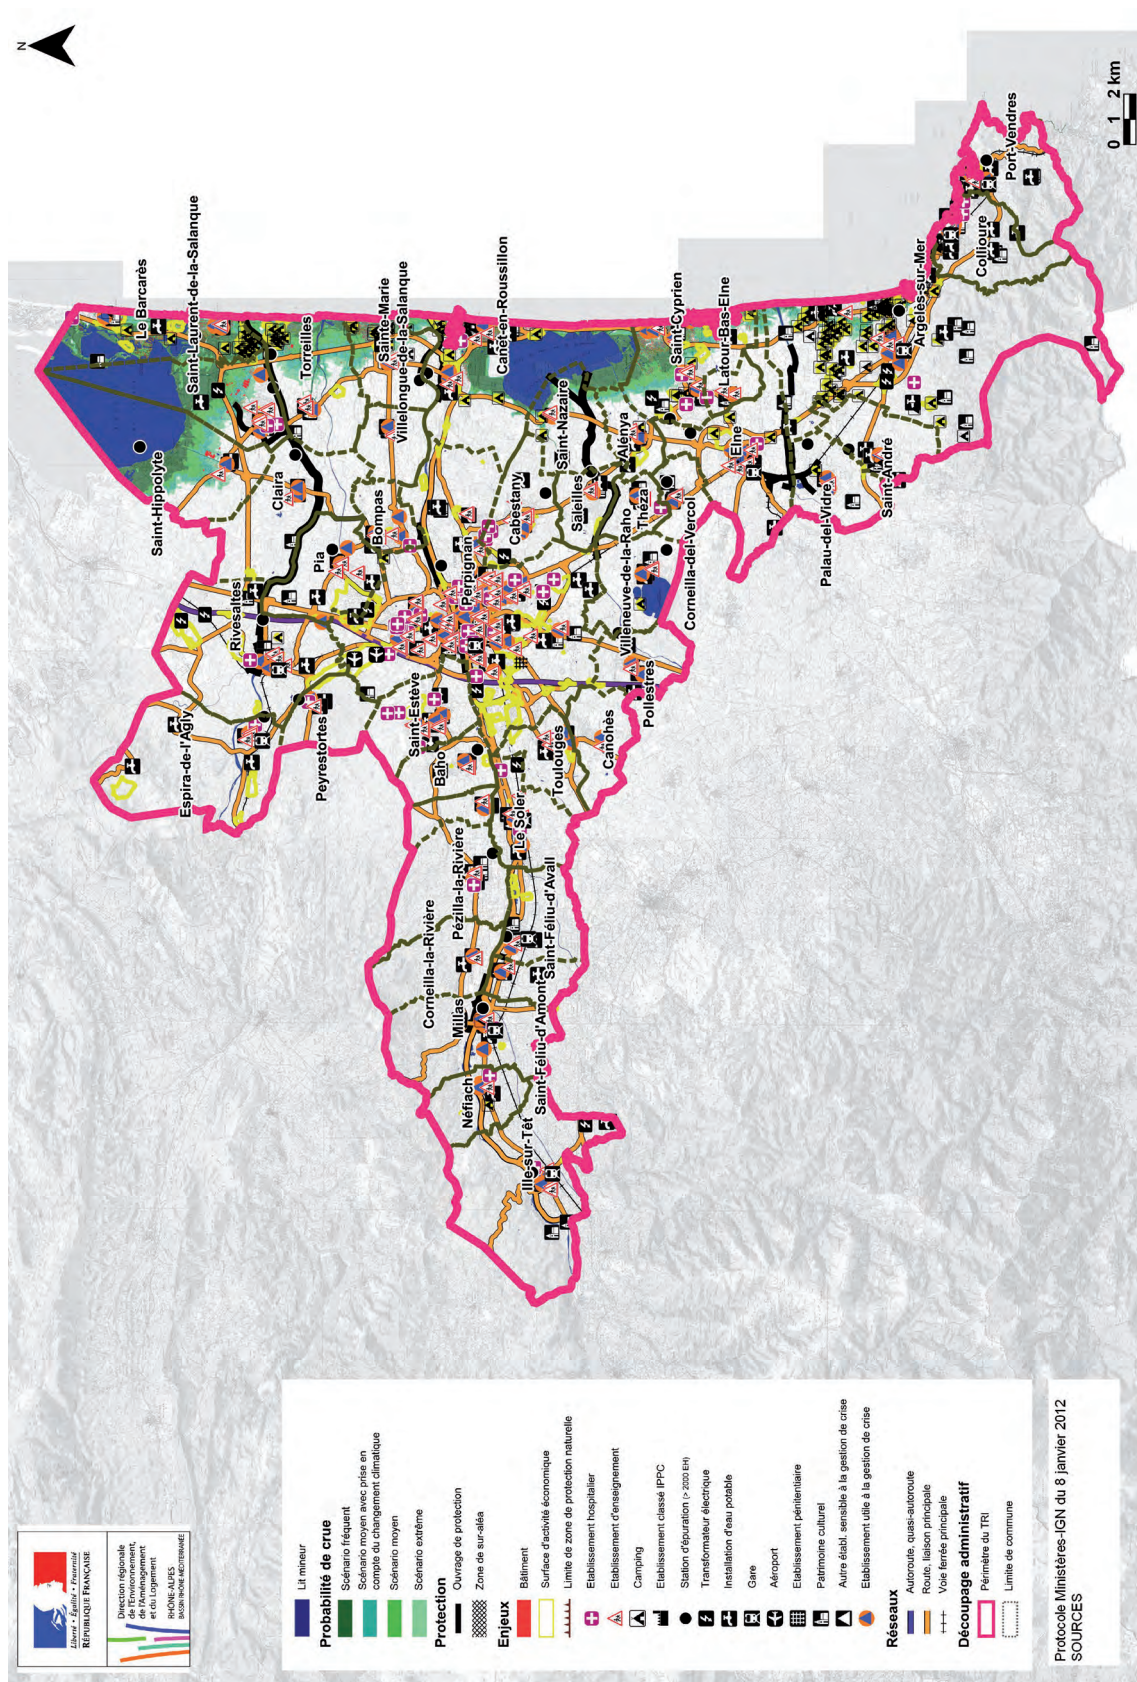 Liberté • Égalité • Fraternité
RÉPUBLIQUE FRANÇAISE
Direction régionale
de l'Environnement,
de l'Aménagement
et du Logement
RHÔNE-ALPES
BASSIN RHÔNE-MÉDITERRANÉE
Lit mineur
Probabilité de crue
Scénario fréquent
Scénario moyen avec prise en
compte du changement climatique
Scénario moyen
Scénario extrême
Protection
Ouvrage de protection
Zone de sur-aléa
Enjeux
Bâtiment
Surface d'activité économique
Limite de zone de protection naturelle
Etablissement hospitalier
Etablissement d'enseignement
Camping
Etablissement classé IPPC
Station d'épuration (> 2000 EH)
Transformateur électrique
Installation d'eau potable
Gare
Aéroport
Etablissement pénitentiaire
Patrimoine culturel
Autre établ. sensible à la gestion de crise
Etablissement utile à la gestion de crise
Réseaux
Autoroute, quasi-autoroute
Route, liaison principale
Voie ferrée principale
Découpage administratif
Périmètre du TRI
Limite de commune
Protocole Ministères-IGN du 8 janvier 2012
SOURCES
N
Le Barcarès
Saint-Laurent-de-la-Salanque
Saint-Hippolyte
Torreilles
Claira
Sainte-Marie
Villelongue-de-la-Salanque
Rivesaltes
Pia
Bompas
Espira-de-l'Agly
Peyrestortes
Canet-en-Roussillon
Perpignan
Cabestany
Saint-Nazaire
Saint-Estève
Baho
Saleilles
Alénya
Saint-Cyprien
Latour-Bas-Elne
Théza
Villeneuve-de-la-Raho
Corneilla-del-Vercol
Elne
Pollestres
Canohès
Toulouges
Le Soler
Pézilla-la-Rivière
Corneilla-la-Rivière
Saint-Féliu-d'Avall
Saint-Féliu-d'Amont
Millas
Néfiach
Ille-sur-Têt
Palau-del-Vidre
Saint-André
Argelès-sur-Mer
Collioure
Port-Vendres
0 1 2 km